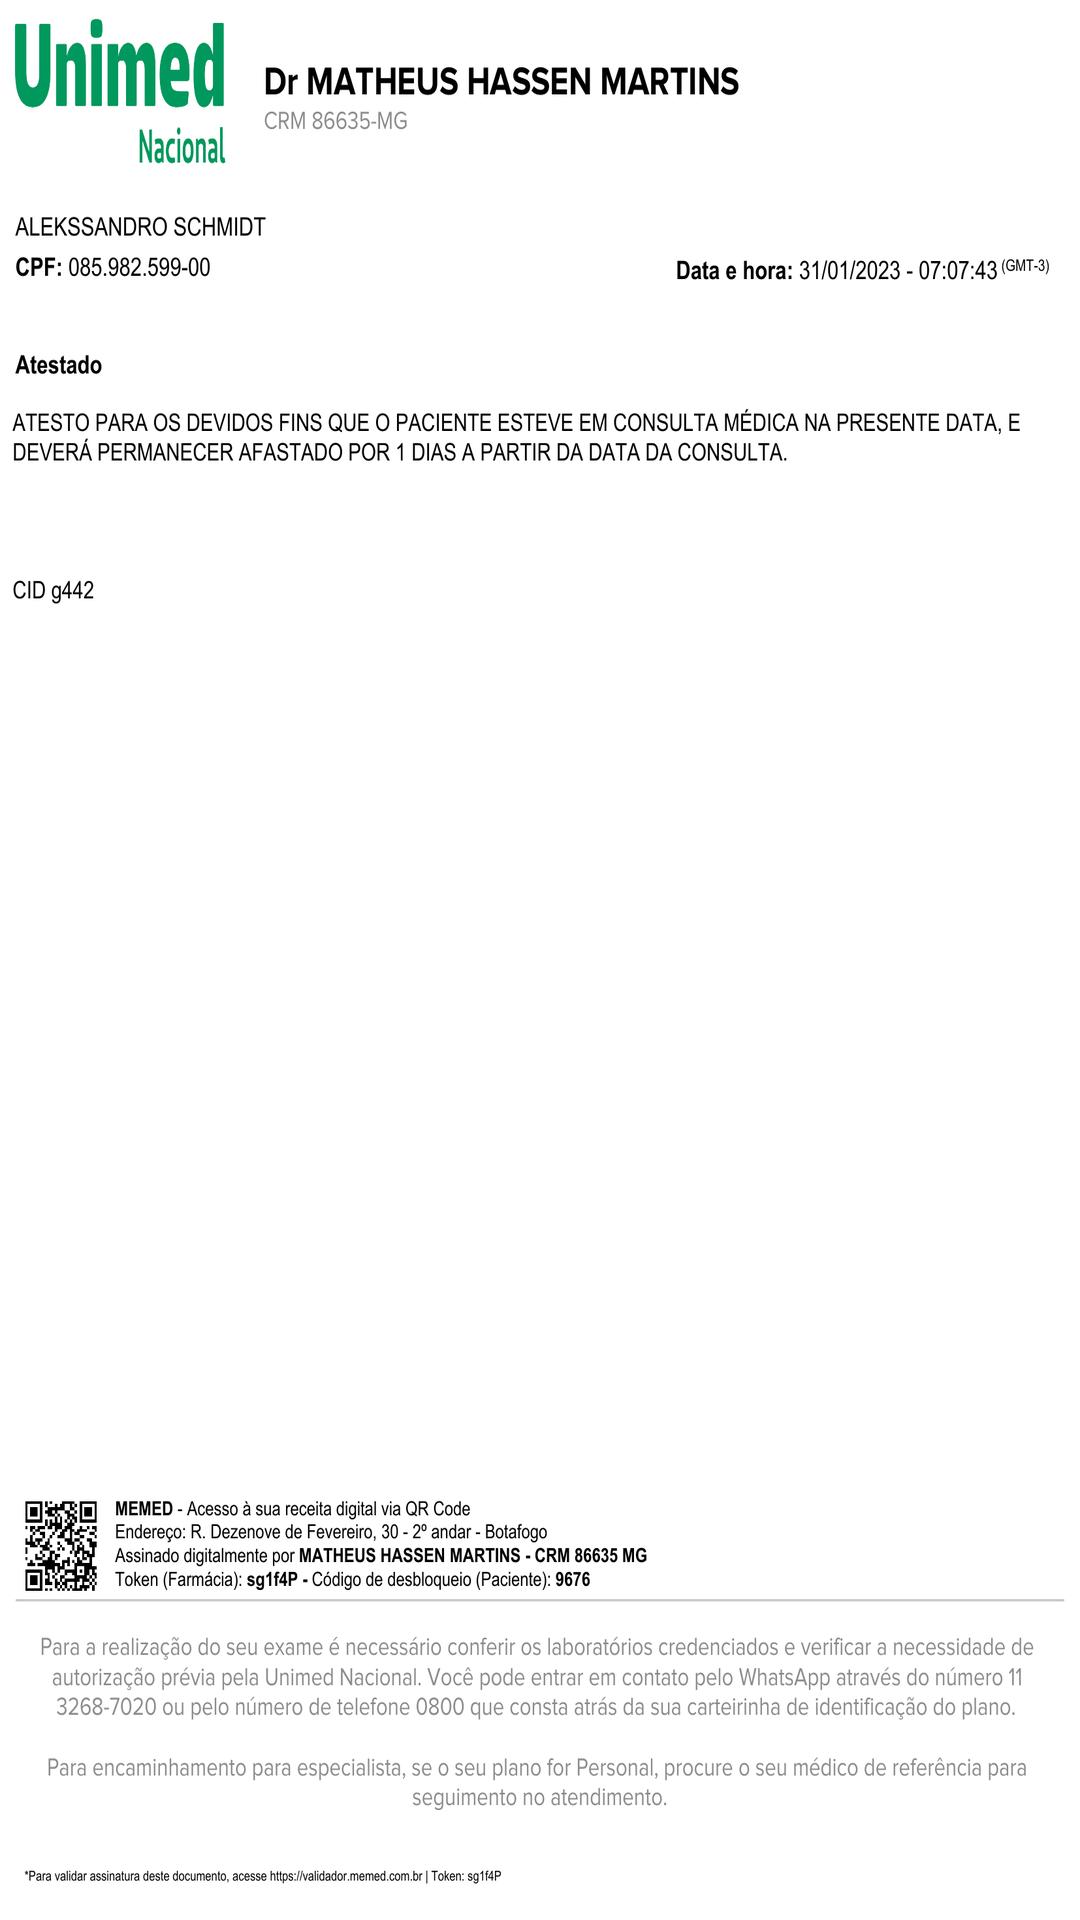 Unimed
Nacional
Dr MATHEUS HASSEN MARTINS
CRM 86635-MG
ALEKSSANDRO SCHMIDT
CPF: 085.982.599-00
Data e hora: 31/01/2023 - 07:07:43 (GMT-3)
Atestado
ATESTO PARA OS DEVIDOS FINS QUE O PACIENTE ESTEVE EM CONSULTA MÉDICA NA PRESENTE DATA, E
DEVERÁ PERMANECER AFASTADO POR 1 DIAS A PARTIR DA DATA DA CONSULTA.
CID g442
MEMED - Acesso à sua receita digital via QR Code
Endereço: R. Dezenove de Fevereiro, 30 - 2º andar - Botafogo
Assinado digitalmente por MATHEUS HASSEN MARTINS - CRM 86635 MG
Token (Farmácia): sg1f4P - Código de desbloqueio (Paciente): 9676
Para a realização do seu exame é necessário conferir os laboratórios credenciados e verificar a necessidade de
autorização prévia pela Unimed Nacional. Você pode entrar em contato pelo WhatsApp através do número 11
3268-7020 ou pelo número de telefone 0800 que consta atrás da sua carteirinha de identificação do plano.
Para encaminhamento para especialista, se o seu plano for Personal, procure o seu médico de referência para
seguimento no atendimento.
*Para validar assinatura deste documento, acesse https://validador.memed.com.br | Token: sg1f4P